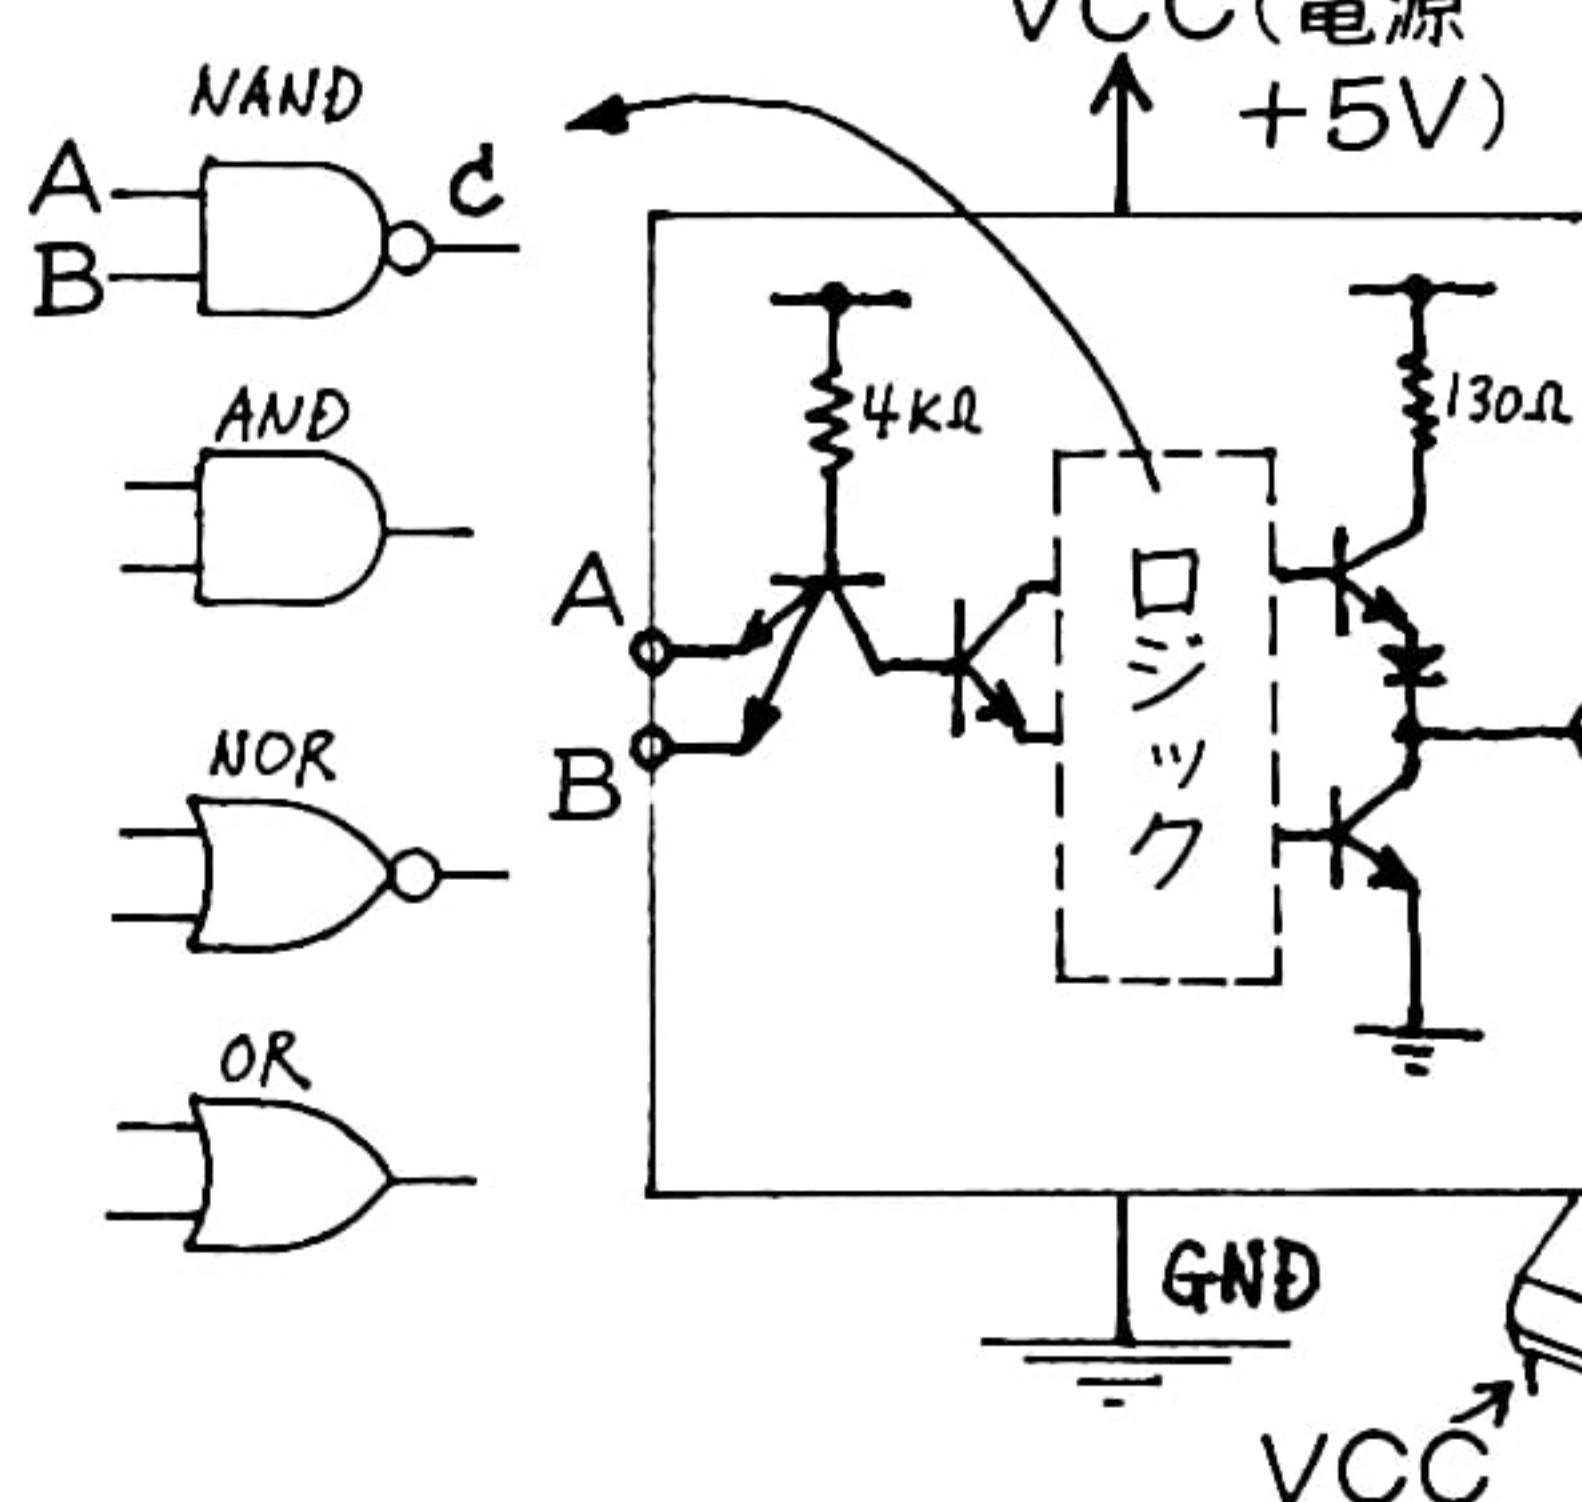 VCC(電源
+5V)
NAND
A
B
C
AND
NOR
OR
4KΩ
130Ω
A
B
ロジック
GND
VCC